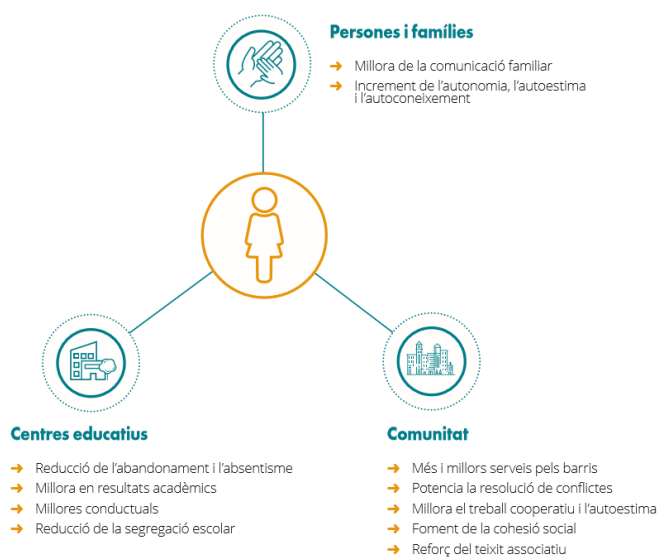 Persones i famílies
Millora de la comunicació familiar
Increment de l'autonomia, l'autoestima
i l'autoconeixement
Centres educatius
Reducció de l'abandonament i l'absentisme
Millora en resultats acadèmics
Millores conductuals
Reducció de la segregació escolar
Comunitat
Més i millors serveis pels barris
Potencia la resolució de conflictes
Millora el treball cooperatiu i l'autoestima
Foment de la cohesió social
Reforç del teixit associatiu